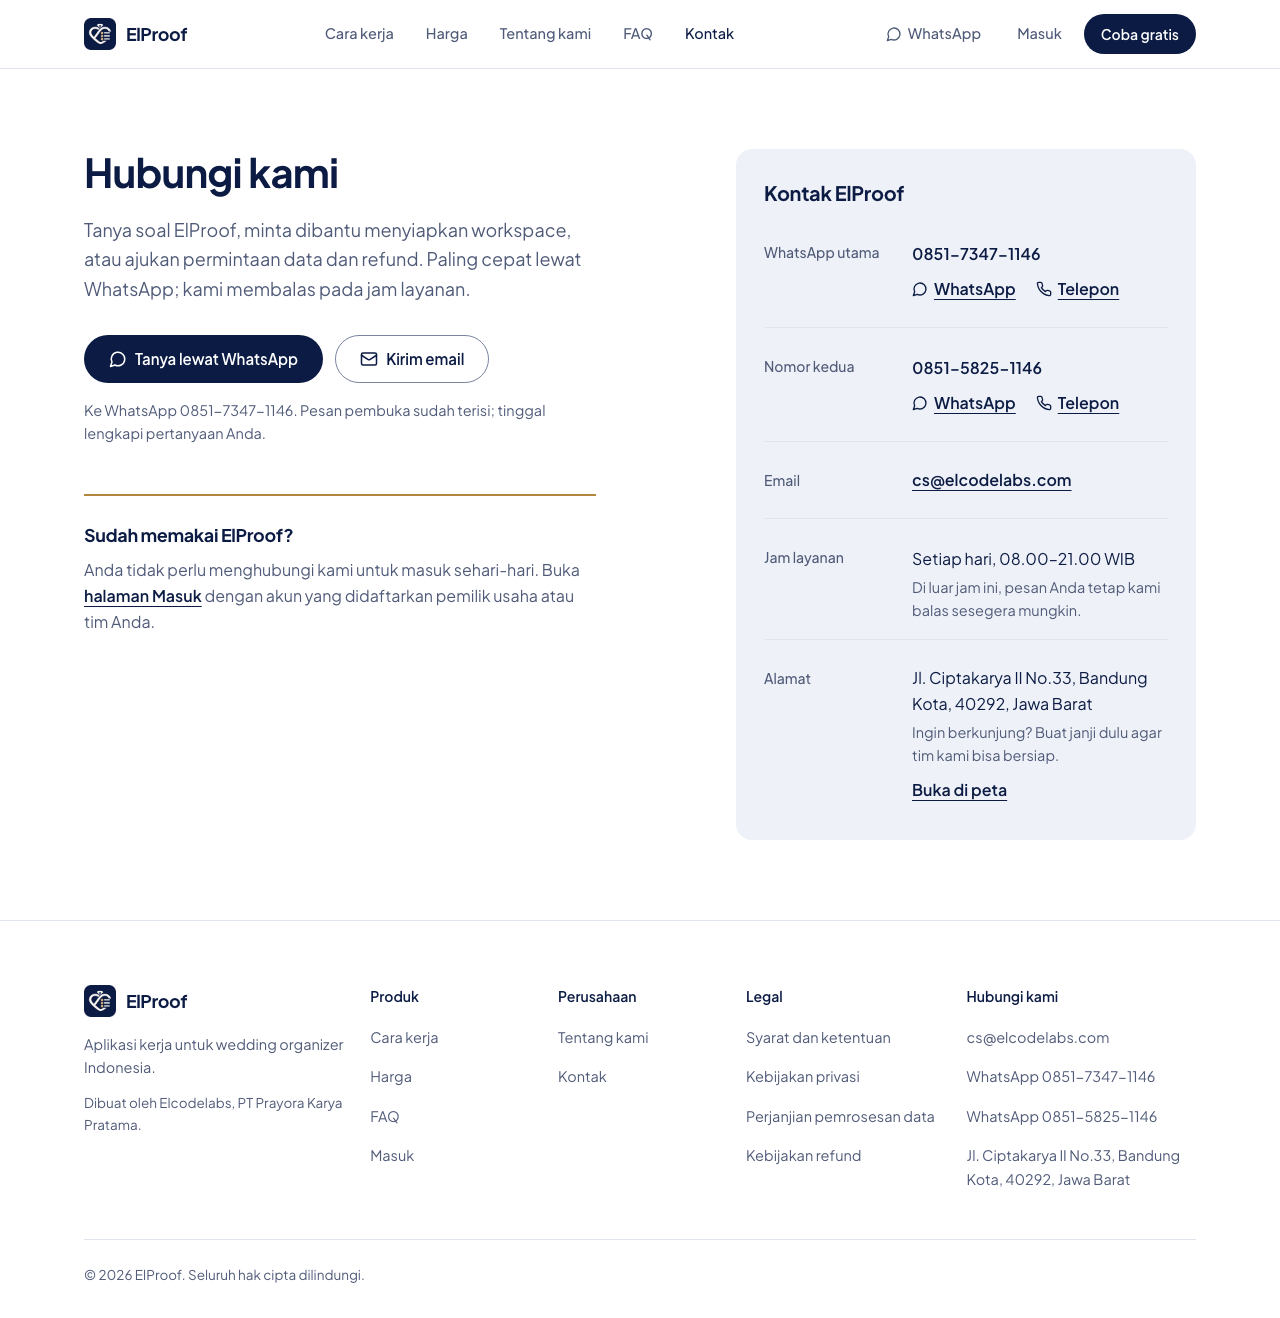 ElProof
Cara kerja
Harga
Tentang kami
FAQ
Kontak
WhatsApp
Masuk
Coba gratis
Hubungi kami
Tanya soal ElProof, minta dibantu menyiapkan workspace,
atau ajukan permintaan data dan refund. Paling cepat lewat
WhatsApp; kami membalas pada jam layanan.
Tanya lewat WhatsApp
Kirim email
Ke WhatsApp 0851-7347-1146. Pesan pembuka sudah terisi; tinggal
lengkapi pertanyaan Anda.
Sudah memakai ElProof?
Anda tidak perlu menghubungi kami untuk masuk sehari-hari. Buka
halaman Masuk dengan akun yang didaftarkan pemilik usaha atau
tim Anda.
Kontak ElProof
WhatsApp utama
0851-7347-1146
WhatsApp
Telepon
Nomor kedua
0851-5825-1146
WhatsApp
Telepon
Email
cs@elcodelabs.com
Jam layanan
Setiap hari, 08.00–21.00 WIB
Di luar jam ini, pesan Anda tetap kami
balas sesegera mungkin.
Alamat
Jl. Ciptakarya II No.33, Bandung
Kota, 40292, Jawa Barat
Ingin berkunjung? Buat janji dulu agar
tim kami bisa bersiap.
Buka di peta
ElProof
Aplikasi kerja untuk wedding organizer
Indonesia.
Dibuat oleh Elcodelabs, PT Prayora Karya
Pratama.
Produk
Cara kerja
Harga
FAQ
Masuk
Perusahaan
Tentang kami
Kontak
Legal
Syarat dan ketentuan
Kebijakan privasi
Perjanjian pemrosesan data
Kebijakan refund
Hubungi kami
cs@elcodelabs.com
WhatsApp 0851-7347-1146
WhatsApp 0851-5825-1146
Jl. Ciptakarya II No.33, Bandung
Kota, 40292, Jawa Barat
© 2026 ElProof. Seluruh hak cipta dilindungi.